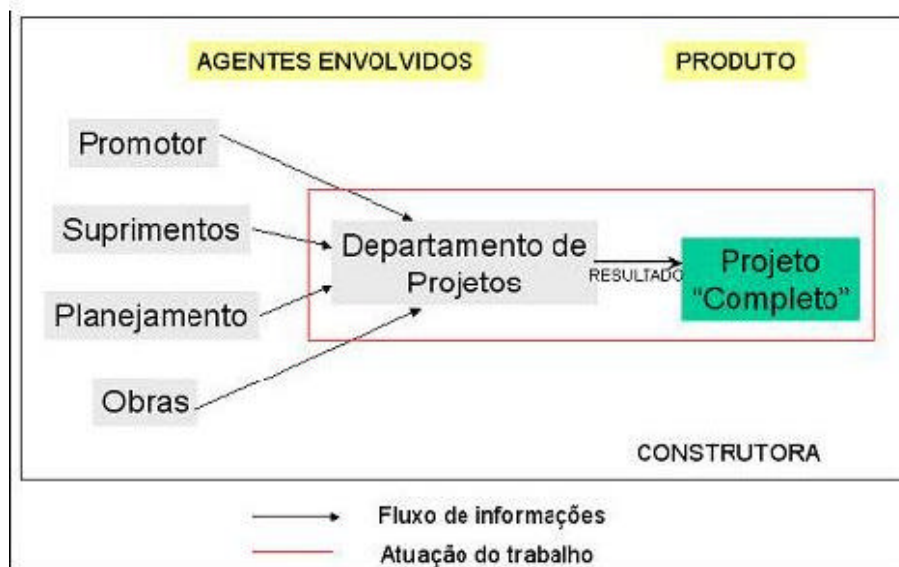 AGENTES ENVOLVIDOS
PRODUTO
Promotor
Suprimentos
Planejamento
Obras
Departamento de
Projetos
RESULTADO
Projeto
"Completo"
CONSTRUTORA
Fluxo de informações
Atuação do trabalho